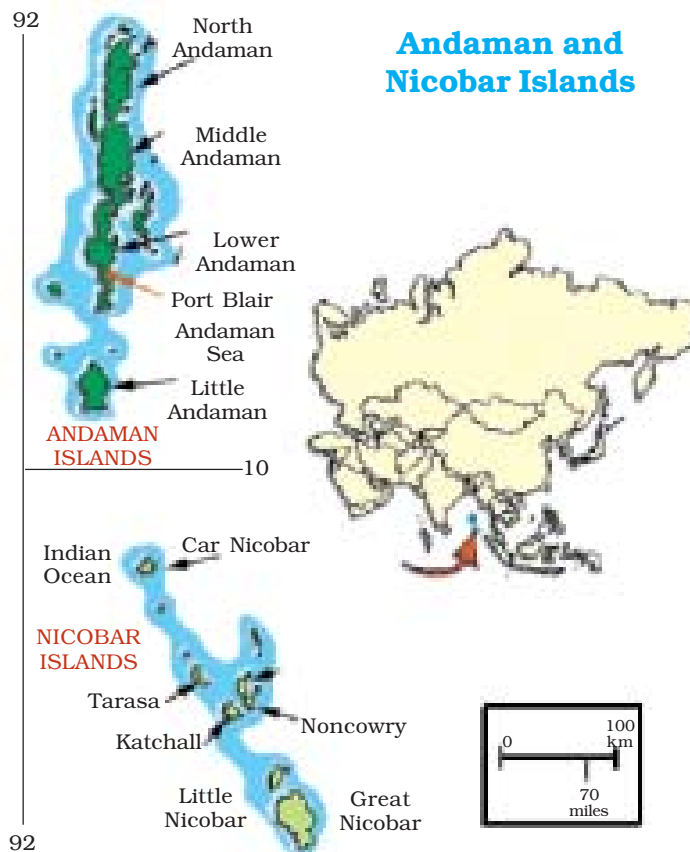 92
Andaman and
Nicobar Islands
North
Andaman
Middle
Andaman
Lower
Andaman
Port Blair
Andaman
Sea
Little
Andaman
ANDAMAN
ISLANDS
10
Indian
Ocean
Car Nicobar
NICOBAR
ISLANDS
Tarasa
Katchall
Noncowry
Little
Nicobar
Great
Nicobar
0
100
km
70
miles
92